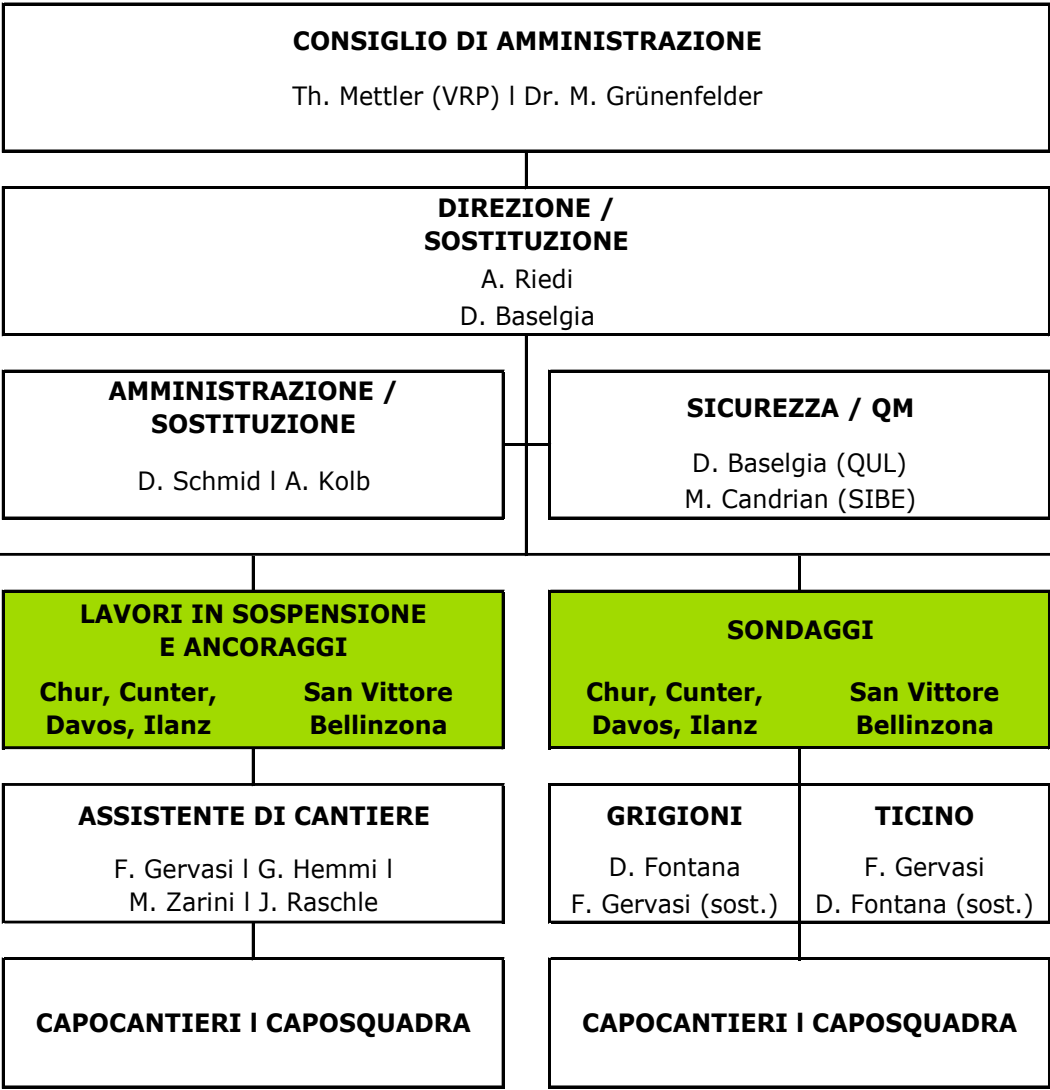 CONSIGLIO DI AMMINISTRAZIONE
Th. Mettler (VRP) l Dr. M. Grünenfelder
DIREZIONE /
SOSTITUZIONE
A. Riedi
D. Baselgia
AMMINISTRAZIONE /
SOSTITUZIONE
D. Schmid l A. Kolb
SICUREZZA / QM
D. Baselgia (QUL)
M. Candrian (SIBE)
LAVORI IN SOSPENSIONE
E ANCORAGGI
Chur, Cunter,
Davos, Ilanz
San Vittore
Bellinzona
SONDAGGI
Chur, Cunter,
Davos, Ilanz
San Vittore
Bellinzona
ASSISTENTE DI CANTIERE
F. Gervasi l G. Hemmi l
M. Zarini l J. Raschle
GRIGIONI
D. Fontana
F. Gervasi (sost.)
TICINO
F. Gervasi
D. Fontana (sost.)
CAPOCANTIERI l CAPOSQUADRA
CAPOCANTIERI l CAPOSQUADRA